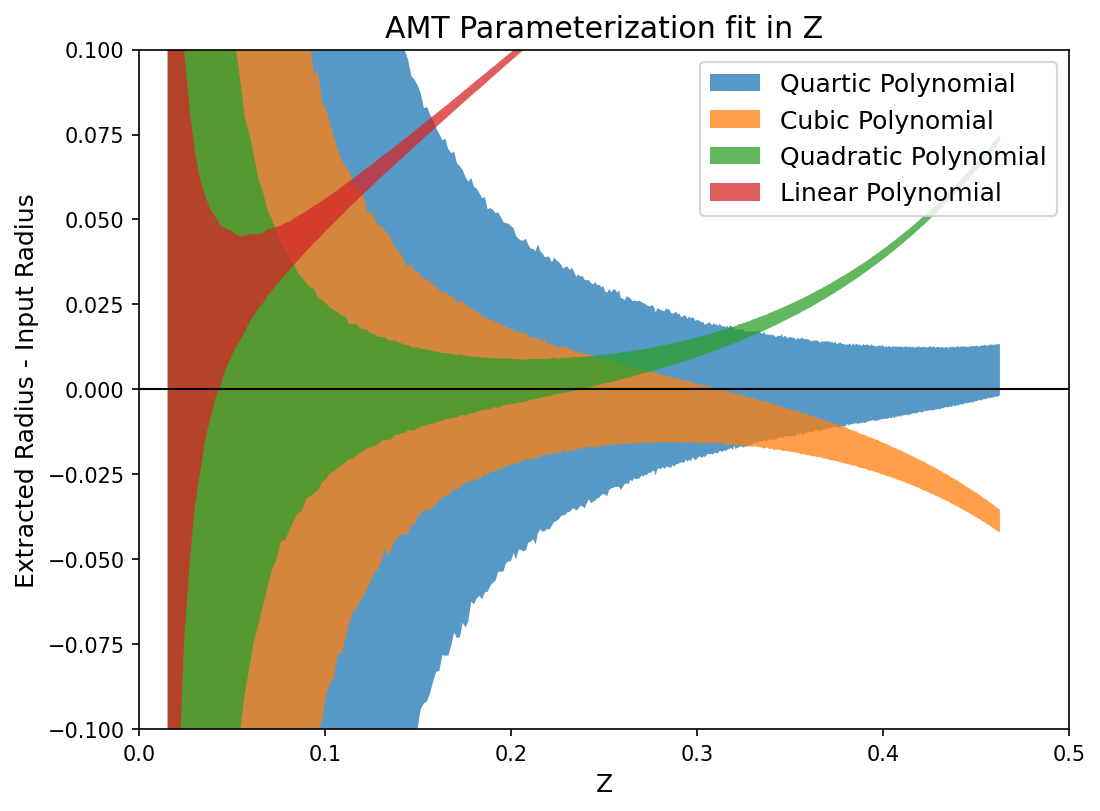 AMT Parameterization fit in Z
Quartic Polynomial
Cubic Polynomial
Quadratic Polynomial
Linear Polynomial
Extracted Radius - Input Radius
0.100
0.075
0.050
0.025
0.000
−0.025
−0.050
−0.075
−0.100
0.0 0.1 0.2 0.3 0.4 0.5
Z